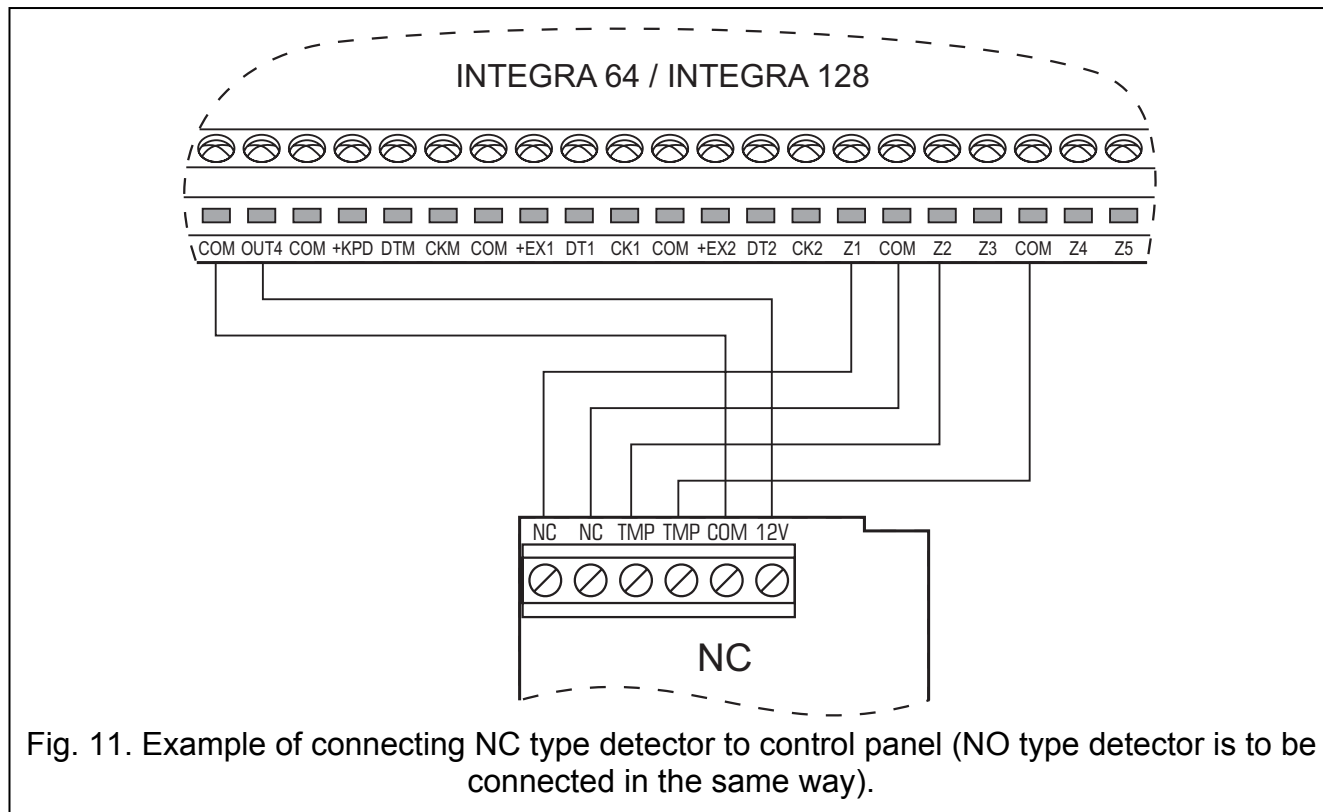 INTEGRA 64 / INTEGRA 128
COM OUT4 COM +KPD DTM CKM COM +EX1 DT1 CK1 COM +EX2 DT2 CK2 Z1 COM Z2 Z3 COM Z4 Z5
NC NC TMP TMP COM 12V
NC
Fig. 11. Example of connecting NC type detector to control panel (NO type detector is to be
connected in the same way).